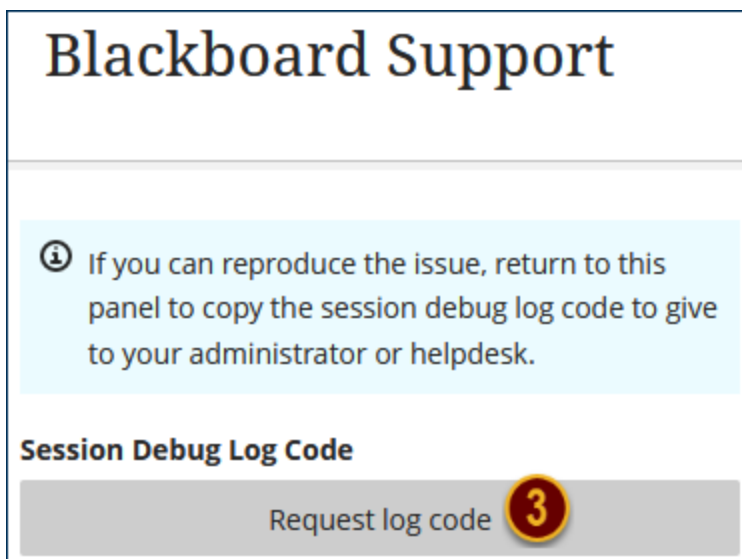 Blackboard Support
If you can reproduce the issue, return to this
panel to copy the session debug log code to give
to your administrator or helpdesk.
Session Debug Log Code
Request log code 3